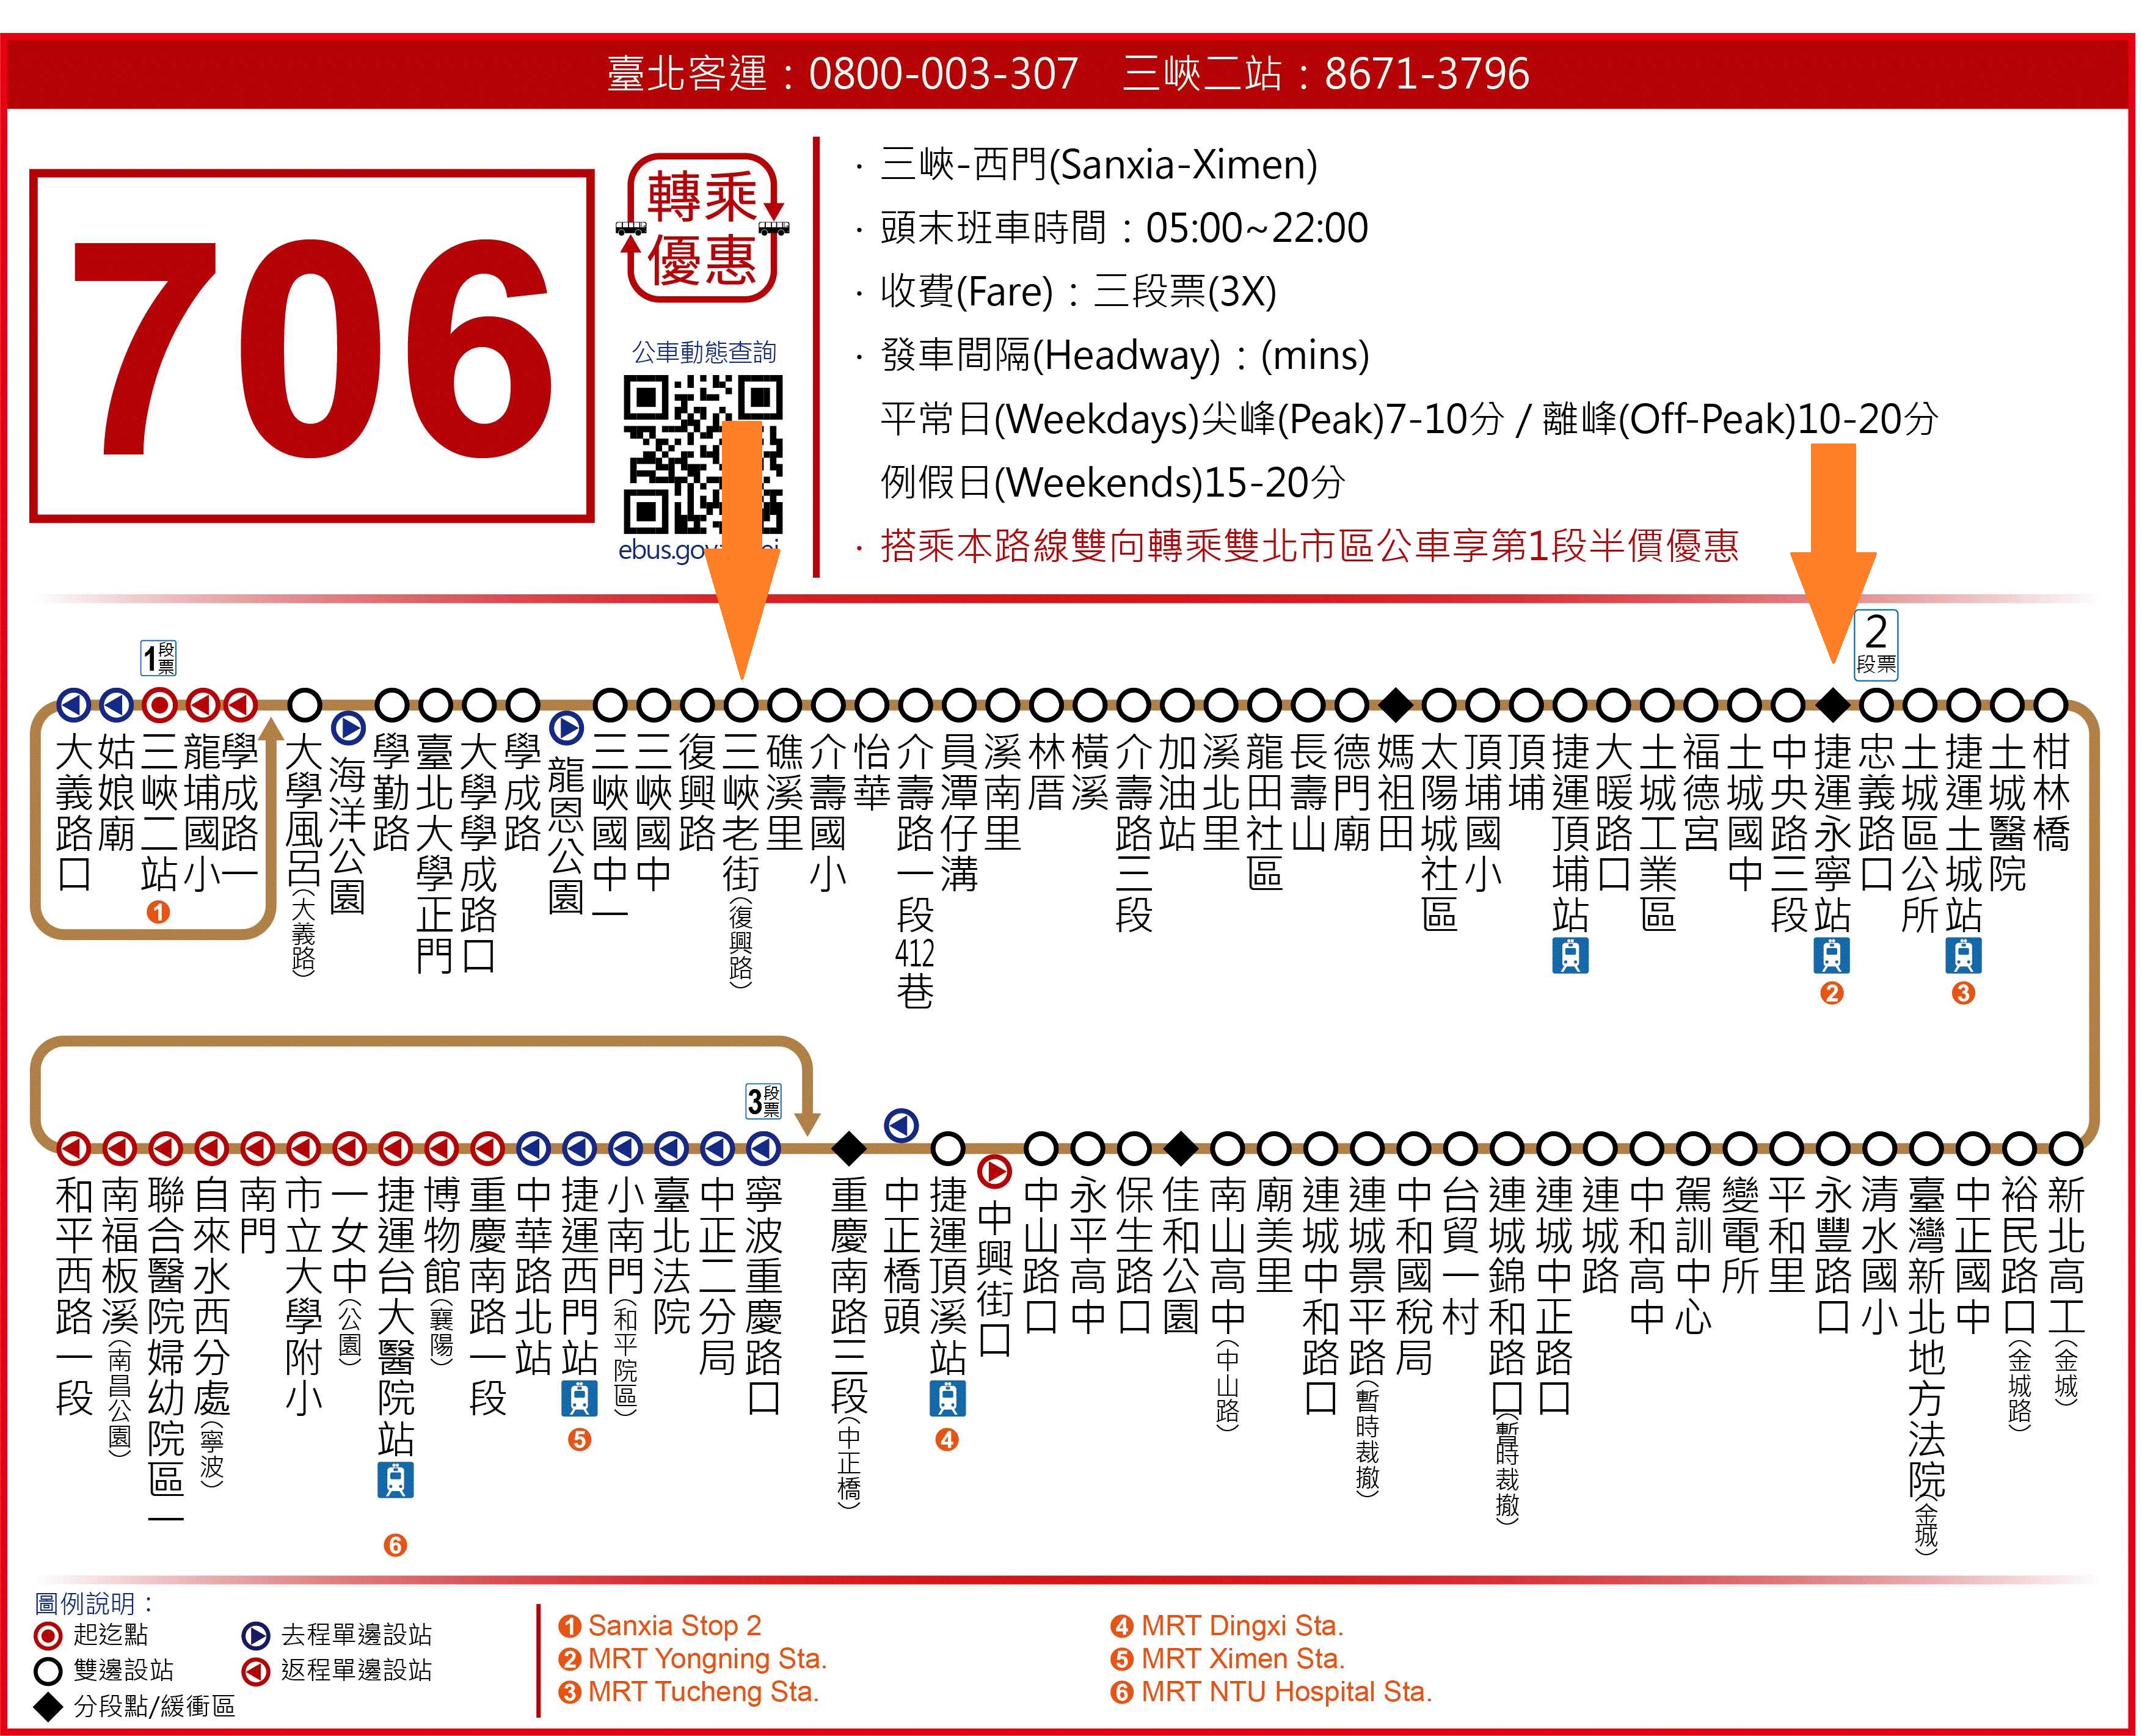 臺北客運：0800-003-307 三峽二站：8671-3796
706
轉乘
優惠
公車動態查詢
· 三峽-西門(Sanxia-Ximen)
· 頭末班車時間：05:00~22:00
· 收費(Fare)：三段票(3X)
· 發車間隔(Headway)：(mins)
平常日(Weekdays)尖峰(Peak)7-10分 / 離峰(Off-Peak)10-20分
例假日(Weekends)15-20分
· 搭乘本路線雙向轉乘雙北市區公車享第1段半價優惠
1段票
2段票
大義路口
姑娘廟
三峽二站 1
龍埔國小
學成路一
大學風呂(大義路)
海洋公園
學勤路
臺北大學正門
大學學成路口
學成路
龍恩公園
三峽國中一
三峽國中
復興路
三峽老街(復興路)
礁溪里
介壽國小
怡華
介壽路一段412巷
員潭仔溝
溪南里
林厝
橫溪
介壽路三段
加油站
溪北里
龍田社區
長壽山
德門廟
媽祖田
太陽城社區
頂埔國小
頂埔
捷運頂埔站
大暖路口
土城工業區
福德宮
土城國中
中央路三段
捷運永寧站 2
忠義路口
土城區公所
捷運土城站 3
土城醫院
柑林橋
3段票
和平西路一段
南福板溪(南昌公園)
聯合醫院婦幼院區一
自來水西分處(寧波)
南門
市立大學附小
一女中(公園)
捷運台大醫院站 6
博物館(襄陽)
重慶南路一段
中華路北站
捷運西門站 5
小南門(和平院區)
臺北法院
中正二分局
寧波重慶路口
重慶南路三段(中正橋)
中正橋頭
捷運頂溪站 4
中興街口
中山路口
永平高中
保生路口
佳和公園
南山高中(中山路)
廟美里
連城中和路口
連城景平路(暫時裁撤)
中和國稅局
台貿一村
連城錦和路口(暫時裁撤)
連城中正路口
連城路
中和高中
駕訓中心
變電所
平和里
永豐路口
清水國小
臺灣新北地方法院(金城)
中正國中
裕民路口(金城路)
新北高工(金城)
圖例說明：
起迄點
雙邊設站
分段點/緩衝區
去程單邊設站
返程單邊設站
1 Sanxia Stop 2
2 MRT Yongning Sta.
3 MRT Tucheng Sta.
4 MRT Dingxi Sta.
5 MRT Ximen Sta.
6 MRT NTU Hospital Sta.